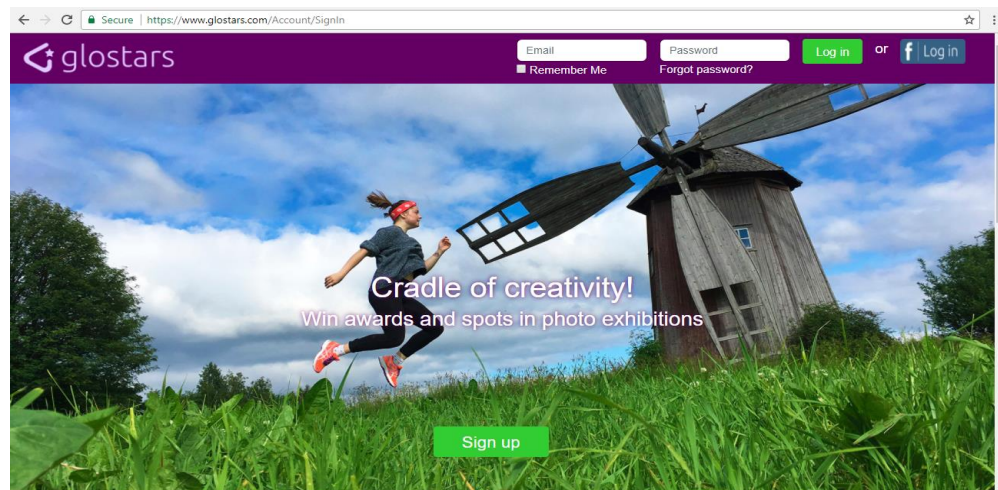 Secure | https://www.glostars.com/Account/SignIn
glostars
Email Password Log in or f Log in
Remember Me Forgot password?
Cradle of creativity!
Win awards and spots in photo exhibitions
Sign up